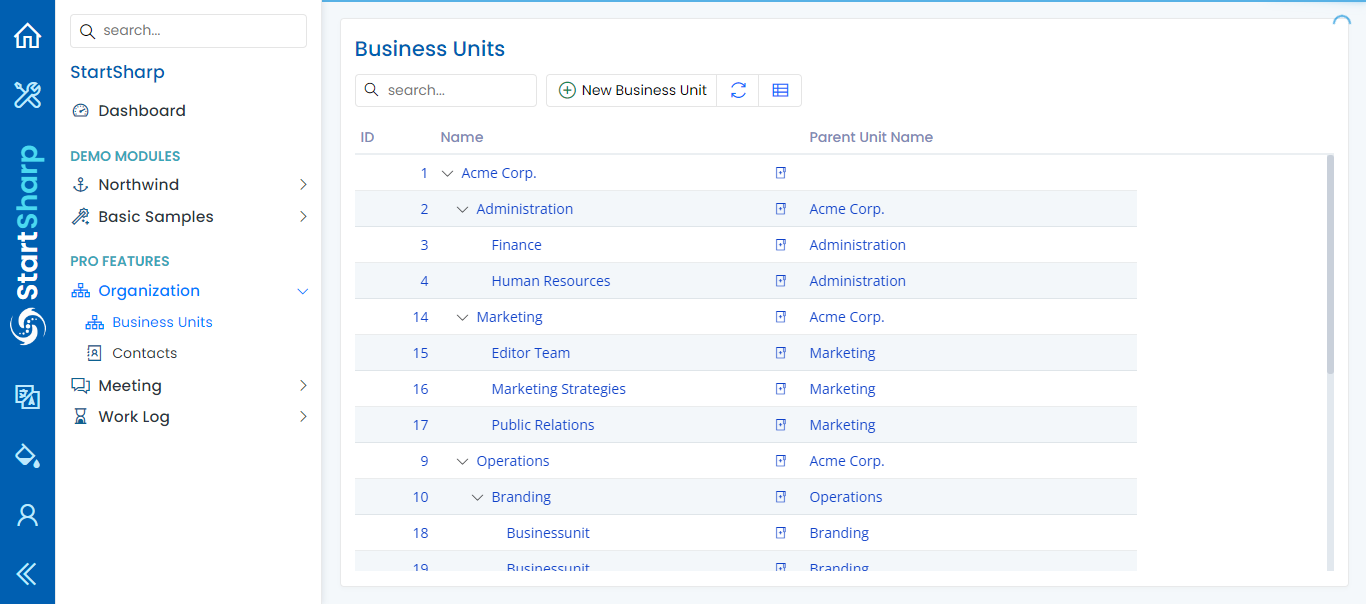 StartSharp
search...
StartSharp
Dashboard
DEMO MODULES
Northwind
Basic Samples
PRO FEATURES
Organization
Business Units
Contacts
Meeting
Work Log
Business Units
search...
New Business Unit
ID Name Parent Unit Name
1 Acme Corp.
2 Administration Acme Corp.
3 Finance Administration
4 Human Resources Administration
14 Marketing Acme Corp.
15 Editor Team Marketing
16 Marketing Strategies Marketing
17 Public Relations Marketing
9 Operations Acme Corp.
10 Branding Operations
18 Businessunit Branding
19 Businessunit Branding